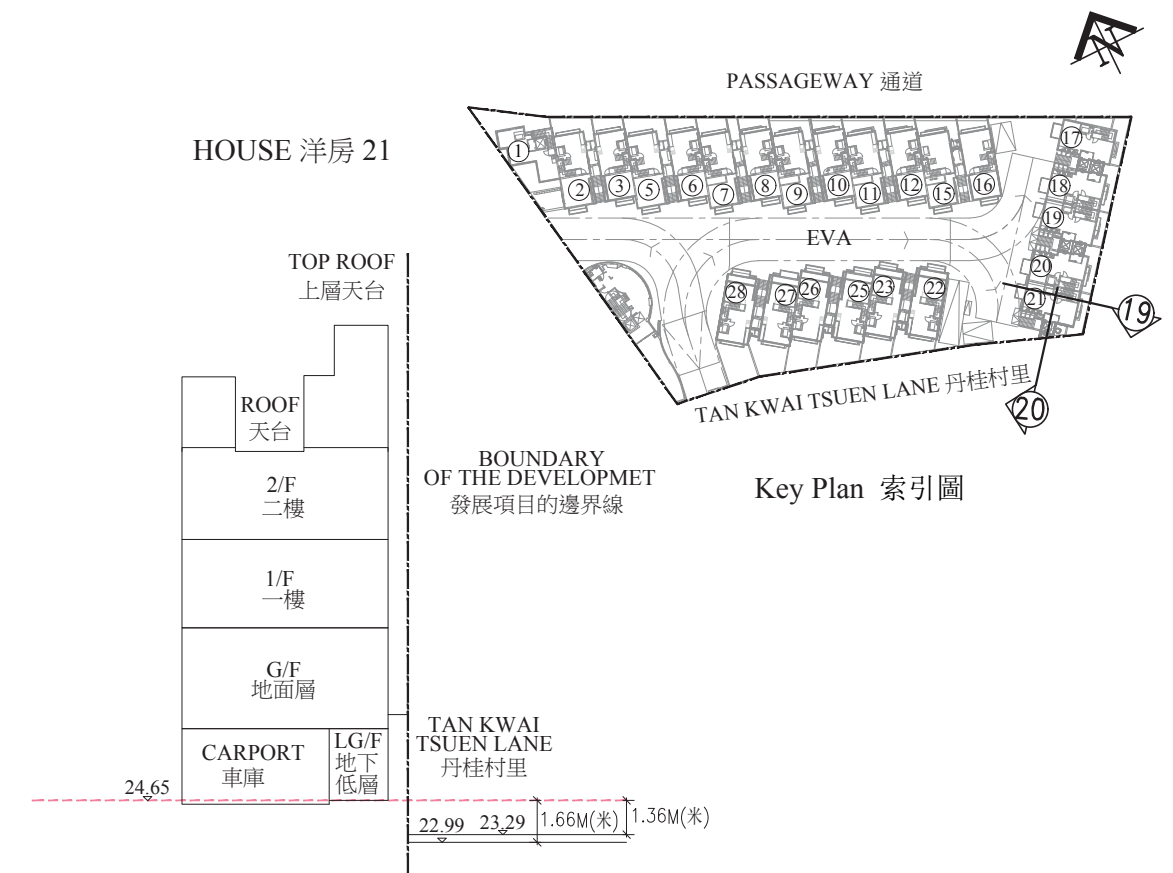 PASSAGEWAY 通道
HOUSE 洋房 21
1
2
3
5
6
7
8
9
10
11
12
15
16
17
18
19
20
21
EVA
28
27
26
25
23
22
19
20
TAN KWAI TSUEN LANE 丹桂村里
Key Plan 索引圖
TOP ROOF
上層天台
ROOF
天台
2/F
二樓
1/F
一樓
G/F
地面層
CARPORT
車庫
LG/F
地下
低層
BOUNDARY
OF THE DEVELOPMET
發展項目的邊界線
TAN KWAI
TSUEN LANE
丹桂村里
24.65
22.99
23.29
1.66M(米)
1.36M(米)